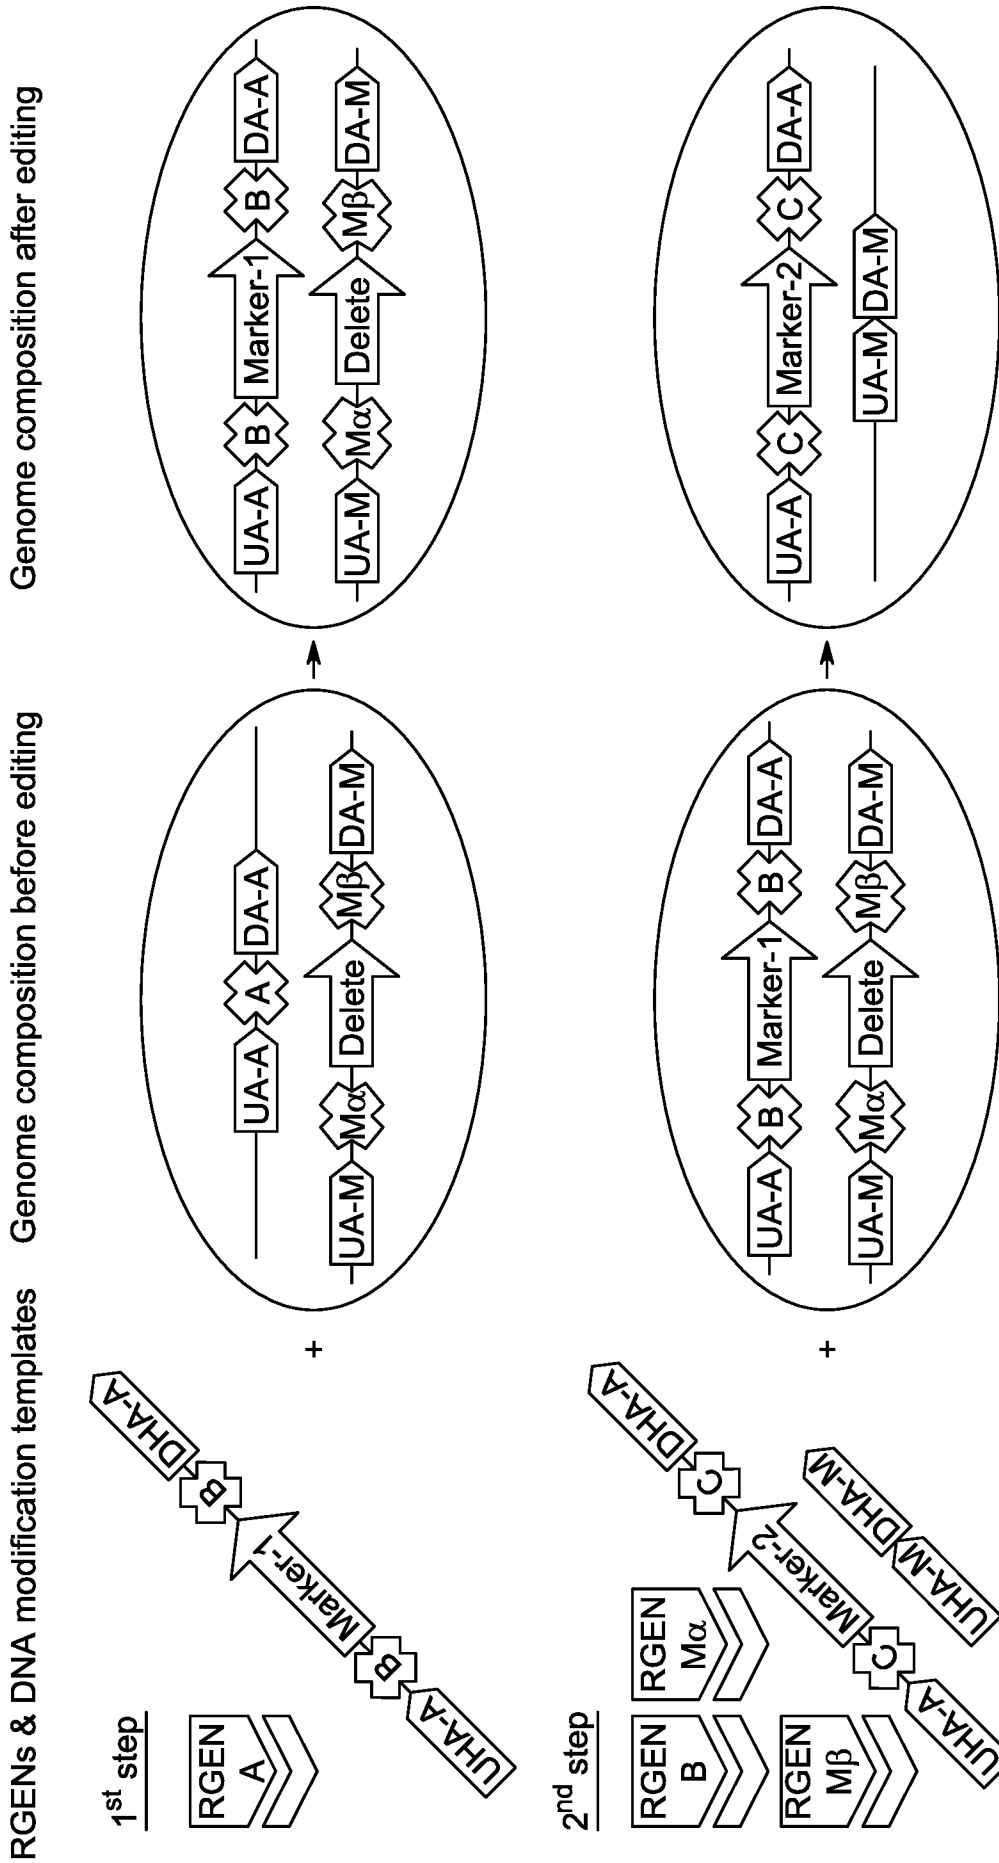 RGENs & DNA modification templates
Genome composition before editing
Genome composition after editing
1st step
RGEN
A
UHA-A
B
Marker-1
B
DHA-A
+
UA-A
A
DA-A
UA-M
Mα
Delete
Mβ
DA-M
UA-A
B
Marker-1
B
DA-A
UA-M
Mα
Delete
Mβ
DA-M
2nd step
RGEN
B
RGEN
Mα
RGEN
Mβ
UHA-A
C
Marker-2
C
DHA-A
UHA-M
DHA-M
+
UA-A
B
Marker-1
B
DA-A
UA-M
Mα
Delete
Mβ
DA-M
UA-A
C
Marker-2
C
DA-A
UA-M
DA-M